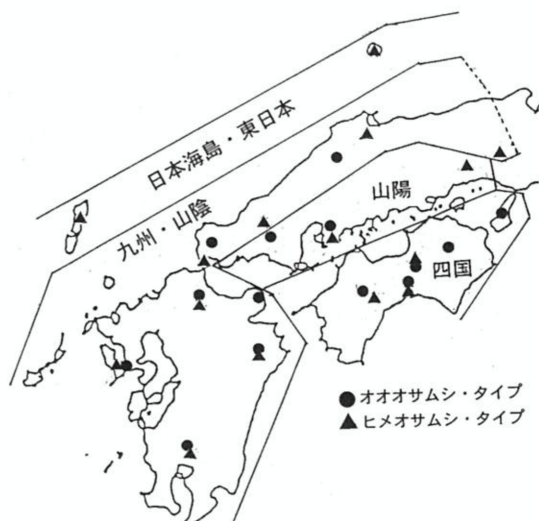 日本海島・東日本
九州・山陰
山陽
四国
オオオサムシ・タイプ
ヒメオサムシ・タイプ